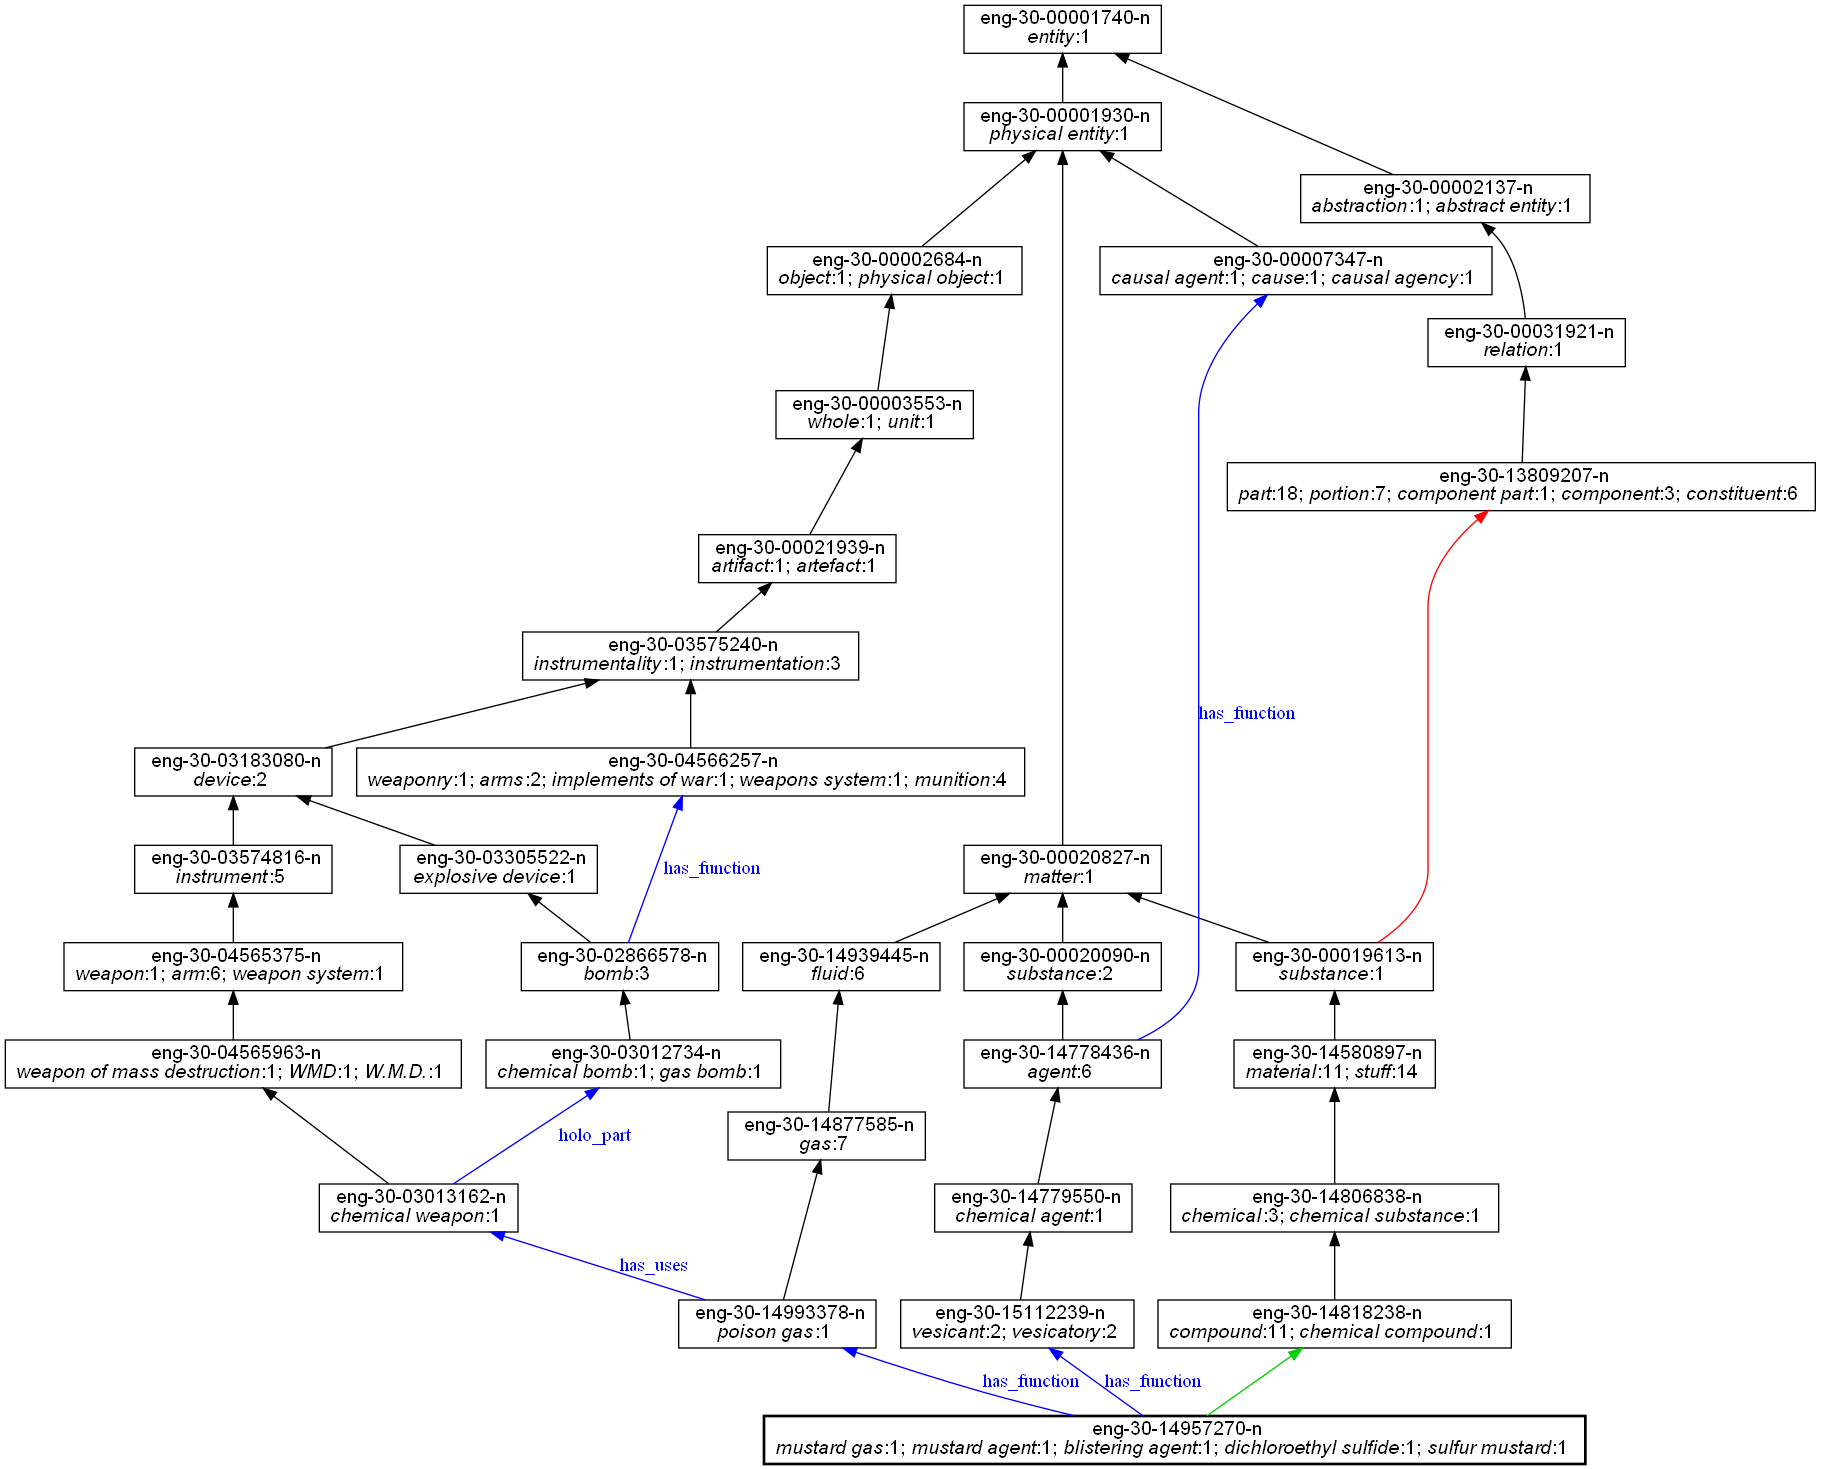 eng-30-00001740-n
entity:1
eng-30-00001930-n
physical entity:1
eng-30-00002137-n
abstraction:1; abstract entity:1
eng-30-00002684-n
object:1; physical object:1
eng-30-00007347-n
causal agent:1; cause:1; causal agency:1
eng-30-00031921-n
relation:1
eng-30-00003553-n
whole:1; unit:1
eng-30-13809207-n
part:18; portion:7; component part:1; component:3; constituent:6
eng-30-00021939-n
artifact:1; artefact:1
eng-30-03575240-n
instrumentality:1; instrumentation:3
has_function
eng-30-03183080-n
device:2
eng-30-04566257-n
weaponry:1; arms:2; implements of war:1; weapons system:1; munition:4
eng-30-03574816-n
instrument:5
eng-30-03305522-n
explosive device:1
has_function
eng-30-00020827-n
matter:1
eng-30-04565375-n
weapon:1; arm:6; weapon system:1
eng-30-02866578-n
bomb:3
eng-30-14939445-n
fluid:6
eng-30-00020090-n
substance:2
eng-30-00019613-n
substance:1
eng-30-04565963-n
weapon of mass destruction:1; WMD:1; W.M.D.:1
eng-30-03012734-n
chemical bomb:1; gas bomb:1
eng-30-14778436-n
agent:6
eng-30-14580897-n
material:11; stuff:14
holo_part
eng-30-14877585-n
gas:7
eng-30-03013162-n
chemical weapon:1
eng-30-14779550-n
chemical agent:1
eng-30-14806838-n
chemical:3; chemical substance:1
has_uses
eng-30-14993378-n
poison gas:1
eng-30-15112239-n
vesicant:2; vesicatory:2
eng-30-14818238-n
compound:11; chemical compound:1
has_function
has_function
eng-30-14957270-n
mustard gas:1; mustard agent:1; blistering agent:1; dichloroethyl sulfide:1; sulfur mustard:1